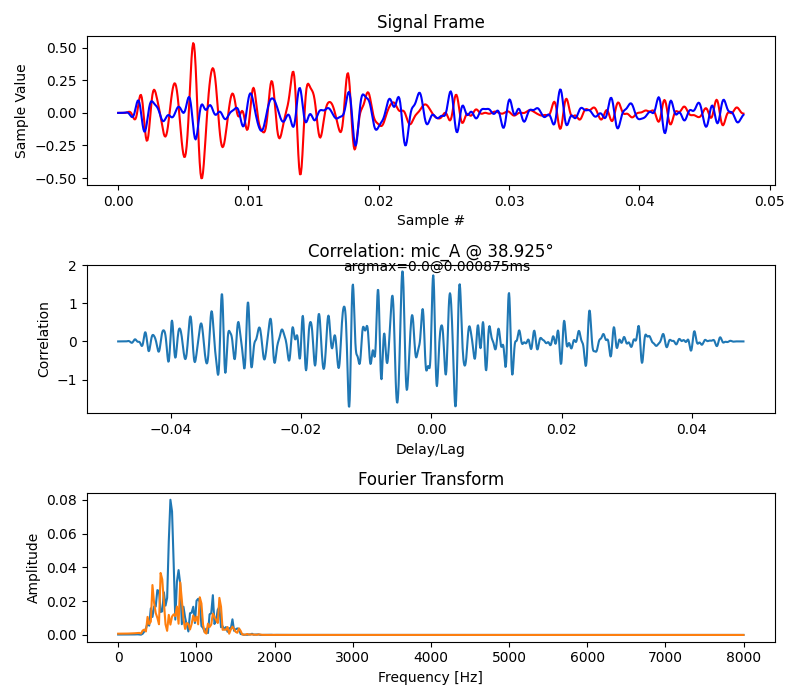 Signal Frame
0.50
0.25
0.00
−0.25
−0.50
Sample Value
0.00 0.01 0.02 0.03 0.04 0.05
Sample #
Correlation: mic_A @ 38.925°
argmax=0.0@0.000875ms
2
1
0
−1
Correlation
−0.04 −0.02 0.00 0.02 0.04
Delay/Lag
Fourier Transform
0.08
0.06
0.04
0.02
0.00
Amplitude
0 1000 2000 3000 4000 5000 6000 7000 8000
Frequency [Hz]